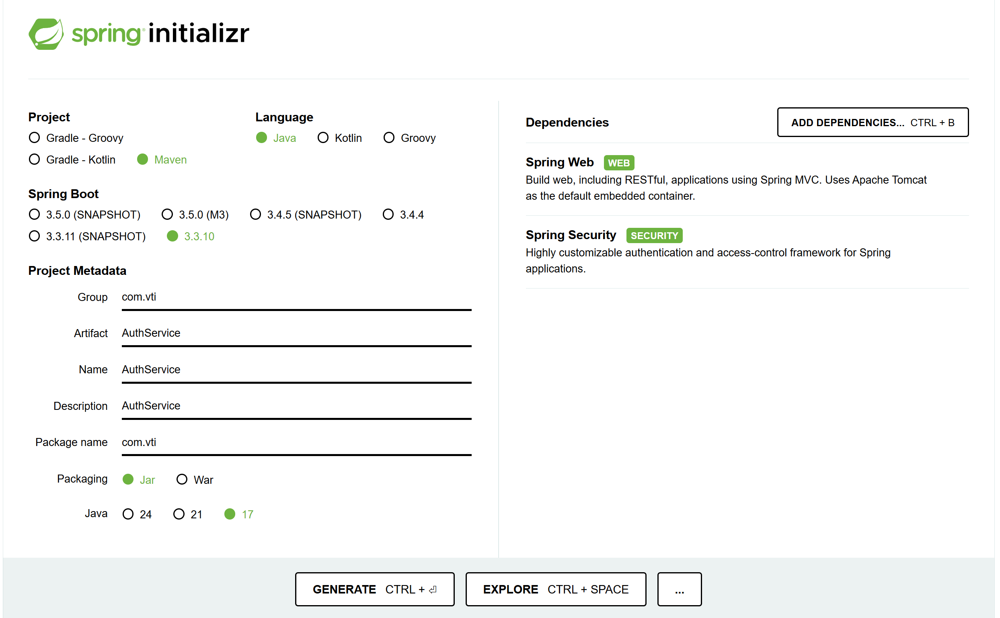 spring® initializr
Project
Gradle - Groovy
Gradle - Kotlin Maven
Language
Java Kotlin Groovy
Spring Boot
3.5.0 (SNAPSHOT) 3.5.0 (M3) 3.4.5 (SNAPSHOT) 3.4.4
3.3.11 (SNAPSHOT) 3.3.10
Project Metadata
Group com.vti
Artifact AuthService
Name AuthService
Description AuthService
Package name com.vti
Packaging Jar War
Java 24 21 17
Dependencies
ADD DEPENDENCIES... CTRL + B
Spring Web WEB
Build web, including RESTful, applications using Spring MVC. Uses Apache Tomcat
as the default embedded container.
Spring Security SECURITY
Highly customizable authentication and access-control framework for Spring
applications.
GENERATE CTRL + ⏎
EXPLORE CTRL + SPACE
...